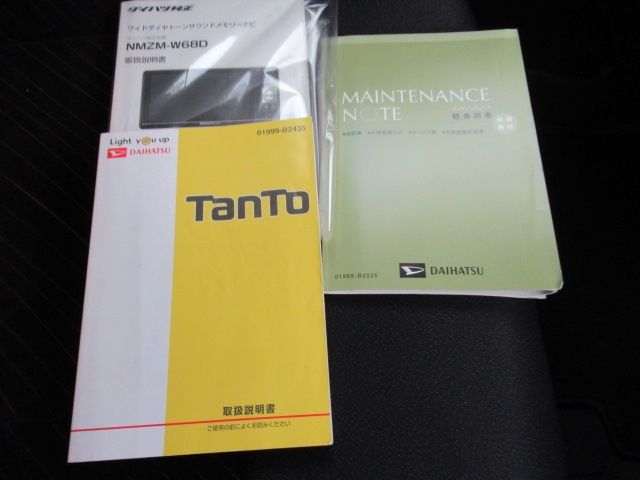 ダイハツ純正
ワイドダイヤトーンサウンドメモリーナビ
NMZM-W68D
取扱説明書
MAINTENANCE
NOTE
メンテナンスノート
軽乗用車
01999-B2025
DAIHATSU
01999-B2435
Light you up
DAIHATSU
TanTo
取扱説明書
ご使用の前によくお読みください